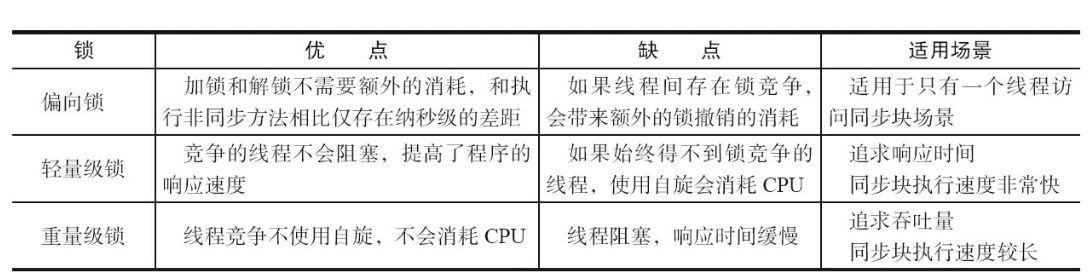 锁 优 点 缺 点 适用场景
偏向锁 加锁和解锁不需要额外的消耗，和执行非同步方法相比仅存在纳秒级的差距 如果线程间存在锁竞争，会带来额外的锁撤销的消耗 适用于只有一个线程访问同步块场景
轻量级锁 竞争的线程不会阻塞，提高了程序的响应速度 如果始终得不到锁竞争的线程，使用自旋会消耗 CPU 追求响应时间 同步块执行速度非常快
重量级锁 线程竞争不使用自旋，不会消耗 CPU 线程阻塞，响应时间缓慢 追求吞吐量 同步块执行速度较长